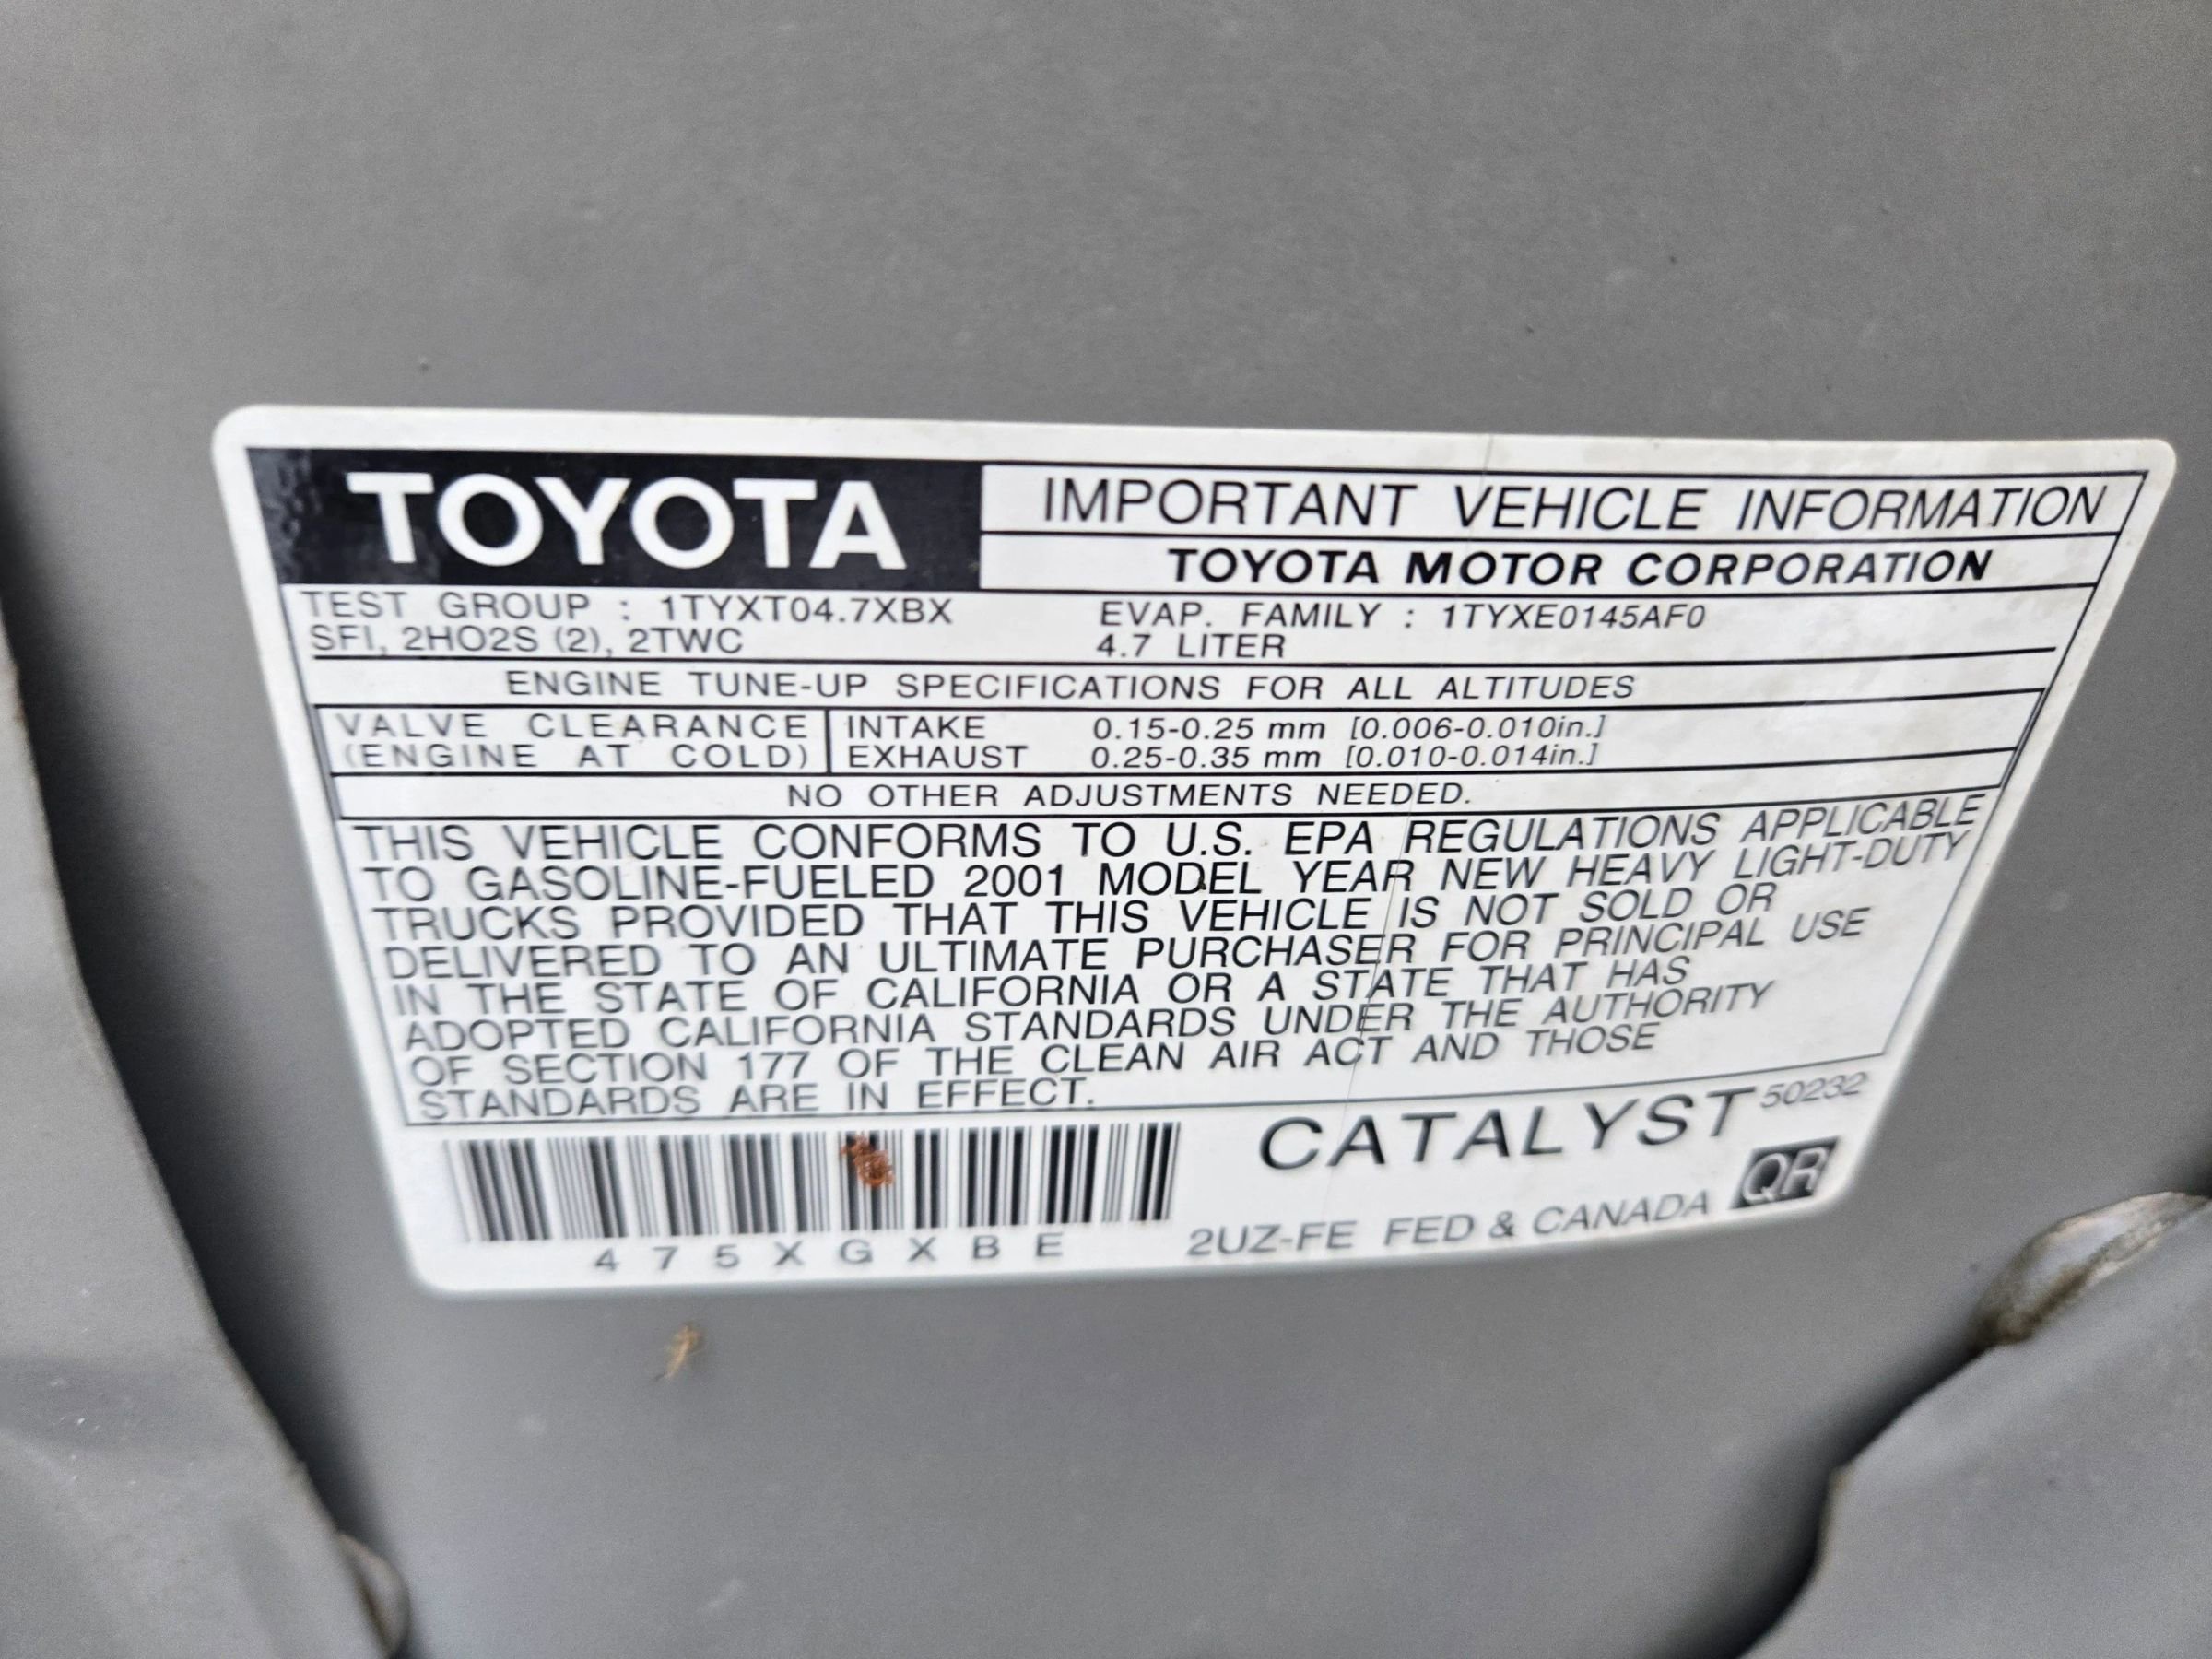 TOYOTA
IMPORTANT VEHICLE INFORMATION
TOYOTA MOTOR CORPORATION
TEST GROUP : 1TYXT04.7XBX EVAP. FAMILY : 1TYXE0145AF0
SFI, 2HO2S (2), 2TWC 4.7 LITER
ENGINE TUNE-UP SPECIFICATIONS FOR ALL ALTITUDES
VALVE CLEARANCE INTAKE 0.15-0.25 mm [0.006-0.010in.]
(ENGINE AT COLD) EXHAUST 0.25-0.35 mm [0.010-0.014in.]
NO OTHER ADJUSTMENTS NEEDED.
THIS VEHICLE CONFORMS TO U.S. EPA REGULATIONS APPLICABLE
TO GASOLINE-FUELED 2001 MODEL YEAR NEW HEAVY LIGHT-DUTY
TRUCKS PROVIDED THAT THIS VEHICLE IS NOT SOLD OR
DELIVERED TO AN ULTIMATE PURCHASER FOR PRINCIPAL USE
IN THE STATE OF CALIFORNIA OR A STATE THAT HAS
ADOPTED CALIFORNIA STANDARDS UNDER THE AUTHORITY
OF SECTION 177 OF THE CLEAN AIR ACT AND THOSE
STANDARDS ARE IN EFFECT.
CATALYST 50232
QR
475XGXBE 2UZ-FE FED & CANADA